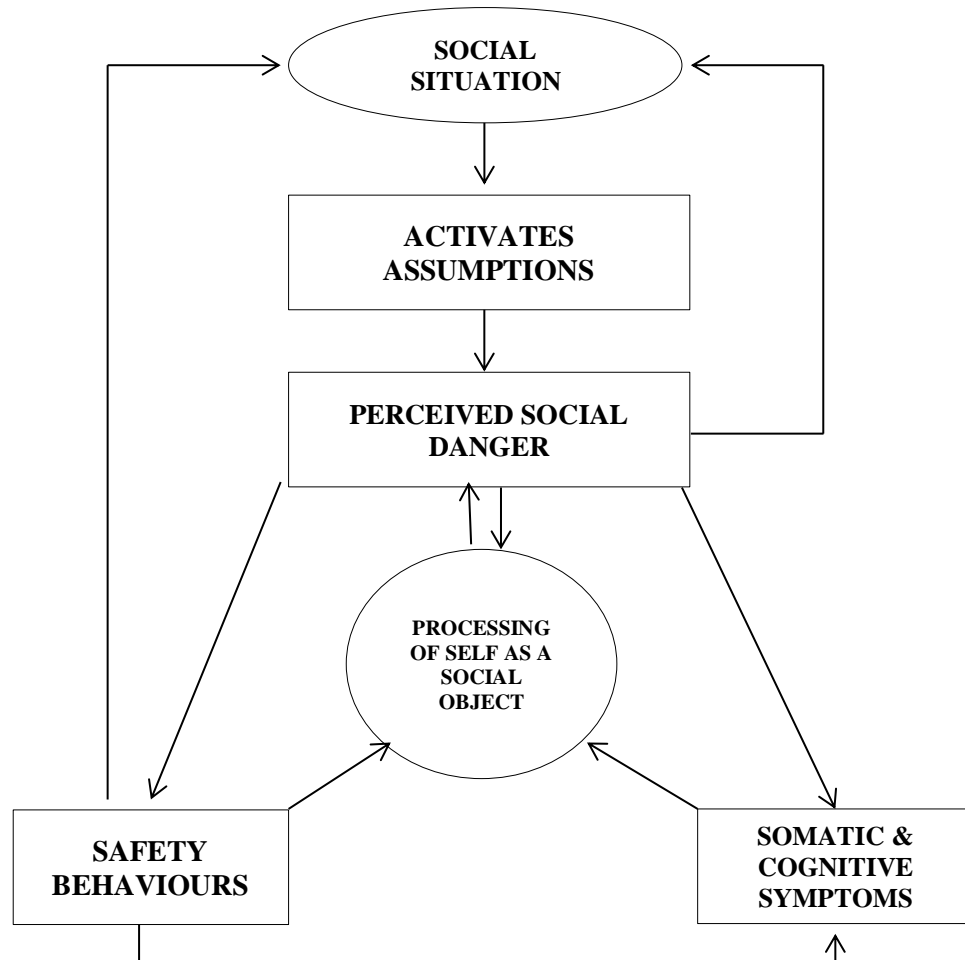 SOCIAL
SITUATION
ACTIVATES
ASSUMPTIONS
PERCEIVED SOCIAL
DANGER
PROCESSING
OF SELF AS A
SOCIAL
OBJECT
SAFETY
BEHAVIOURS
SOMATIC &
COGNITIVE
SYMPTOMS